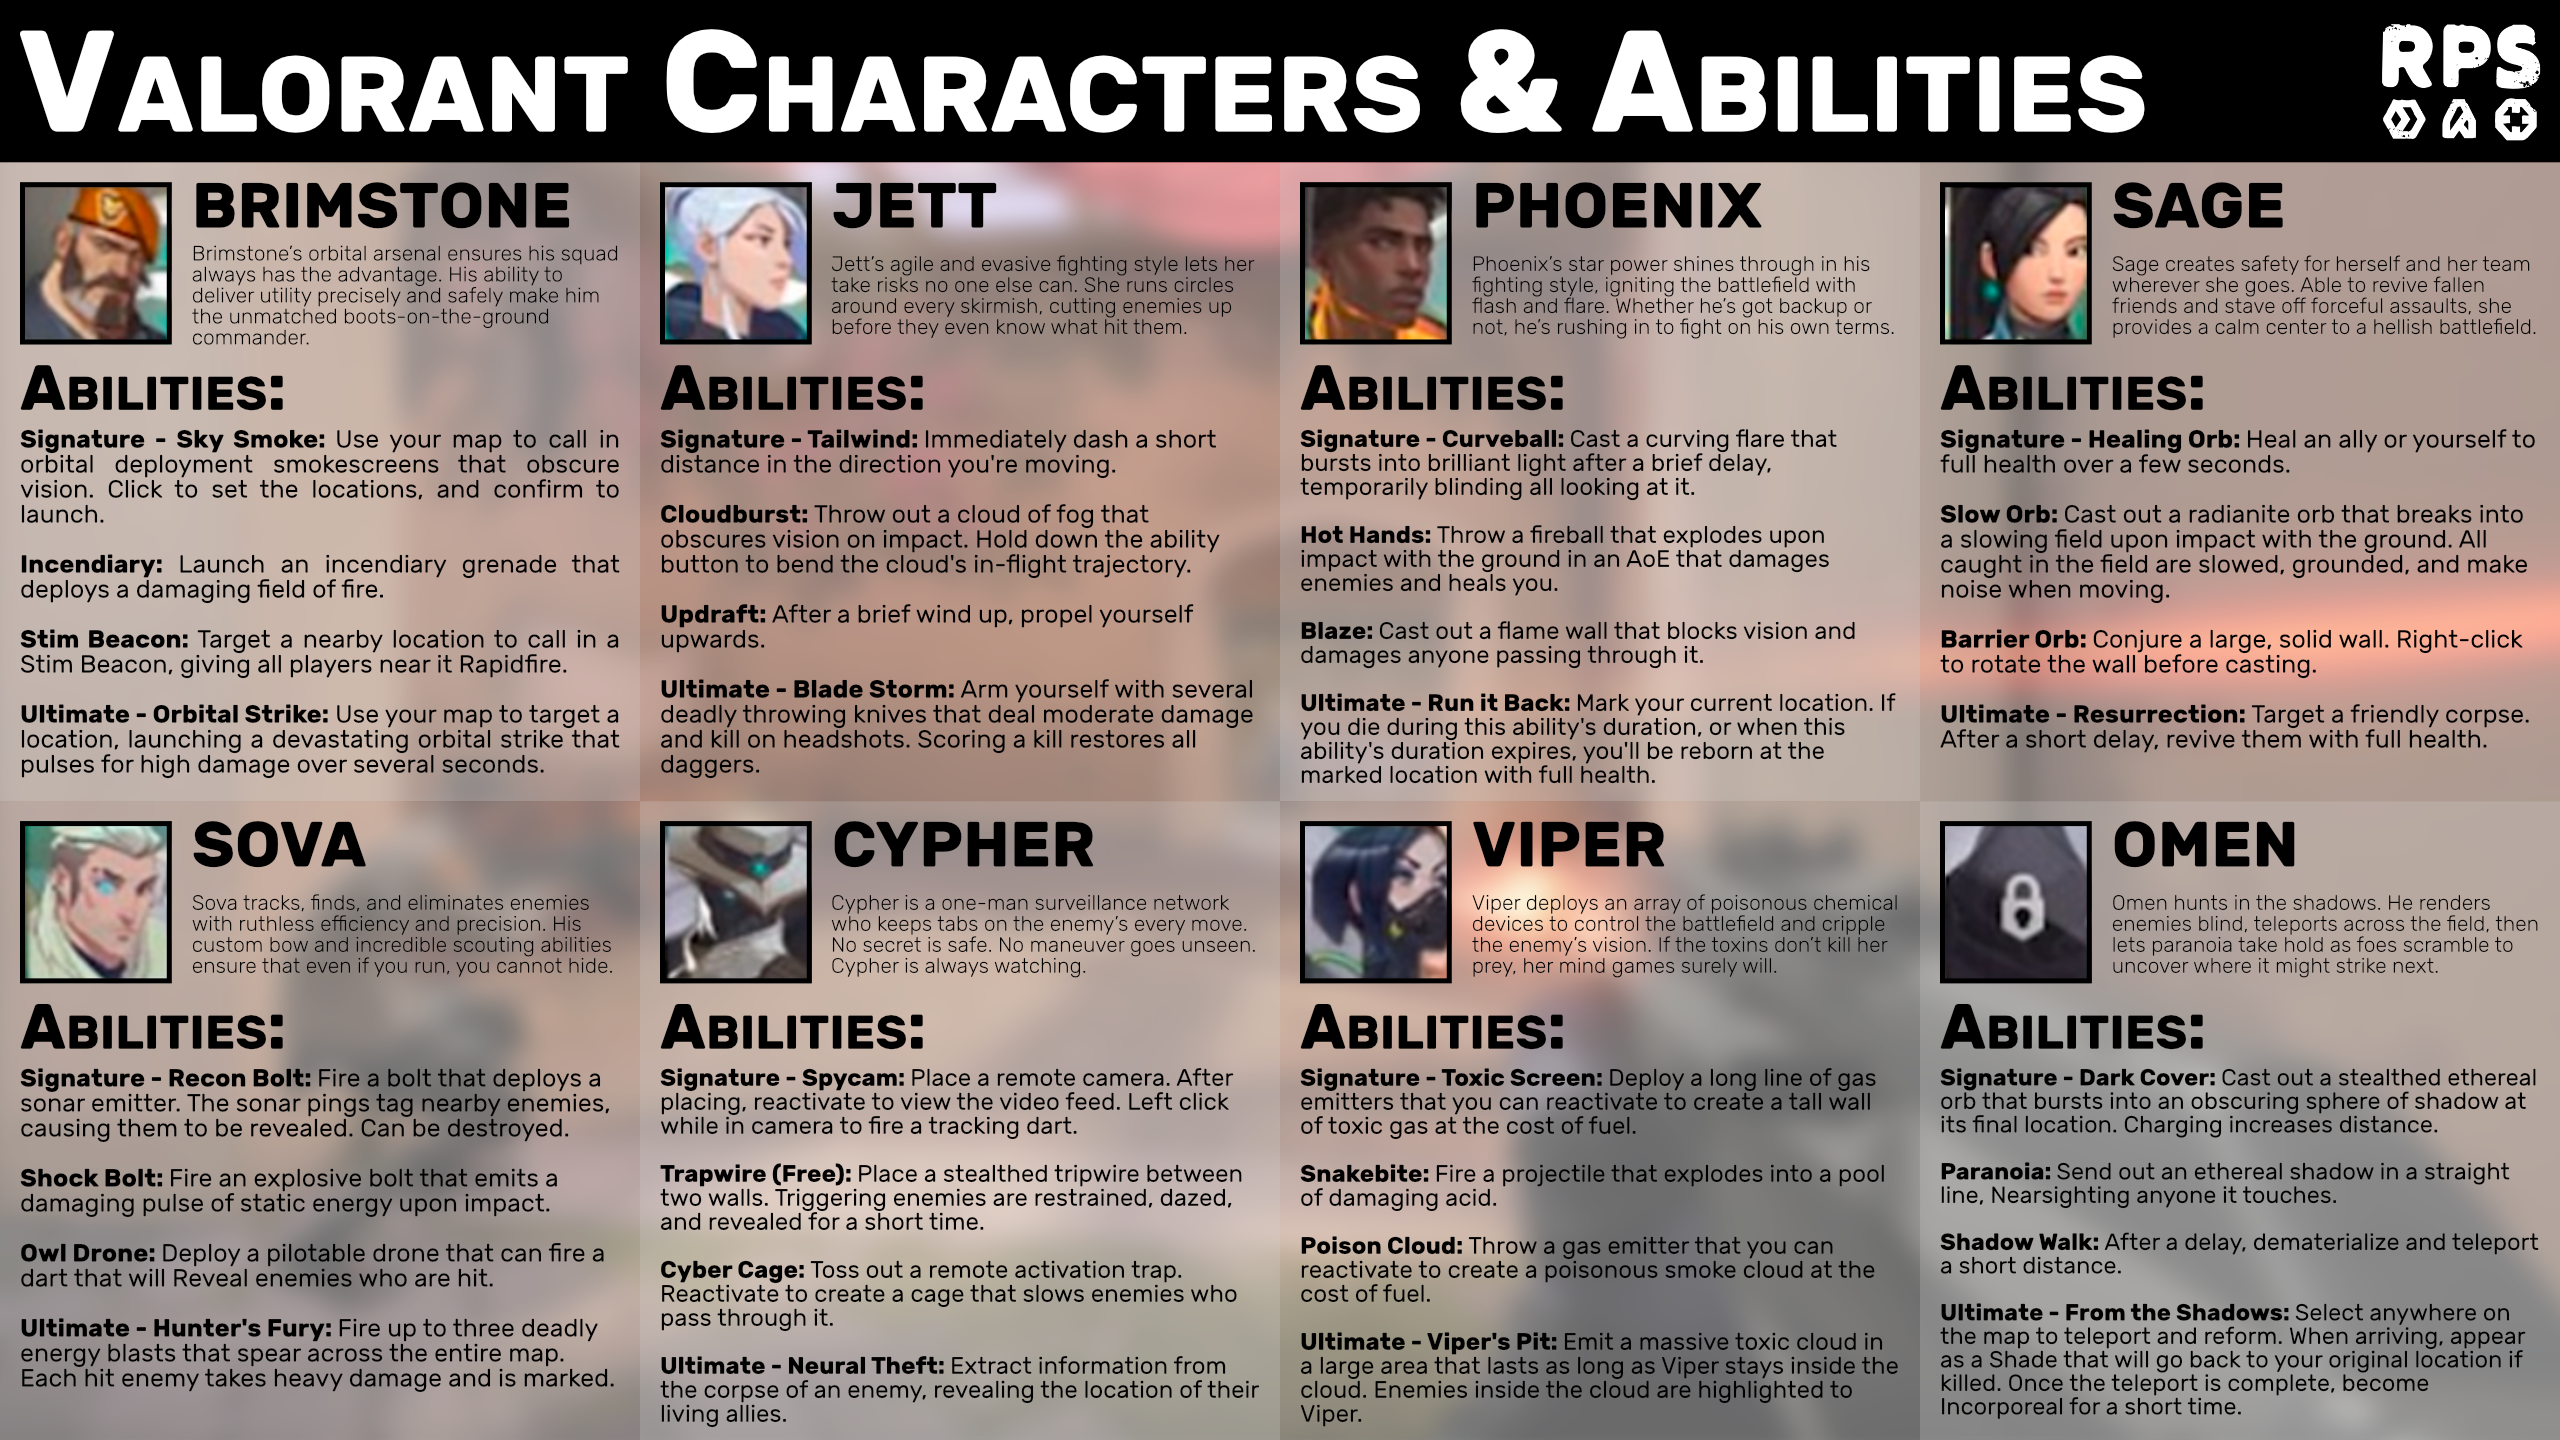 VALORANT CHARACTERS & ABILITIES
RPS
BRIMSTONE
Brimstone's orbital arsenal ensures his squad
always has the advantage. His ability to
deliver utility precisely and safely make him
the unmatched boots-on-the-ground
commander.
ABILITIES:
Signature - Sky Smoke: Use your map to call in
orbital deployment smokescreens that obscure
vision. Click to set the locations, and confirm to
launch.
Incendiary: Launch an incendiary grenade that
deploys a damaging field of fire.
Stim Beacon: Target a nearby location to call in a
Stim Beacon, giving all players near it Rapidfire.
Ultimate - Orbital Strike: Use your map to target a
location, launching a devastating orbital strike that
pulses for high damage over several seconds.
JETT
Jett's agile and evasive fighting style lets her
take risks no one else can. She runs circles
around every skirmish, cutting enemies up
before they even know what hit them.
ABILITIES:
Signature - Tailwind: Immediately dash a short
distance in the direction you're moving.
Cloudburst: Throw out a cloud of fog that
obscures vision on impact. Hold down the ability
button to bend the cloud's in-flight trajectory.
Updraft: After a brief wind up, propel yourself
upwards.
Ultimate - Blade Storm: Arm yourself with several
deadly throwing knives that deal moderate damage
and kill on headshots. Scoring a kill restores all
daggers.
PHOENIX
Phoenix's star power shines through in his
fighting style, igniting the battlefield with
flash and flare. Whether he's got backup or
not, he's rushing in to fight on his own terms.
ABILITIES:
Signature - Curveball: Cast a curving flare that
bursts into brilliant light after a brief delay,
temporarily blinding all looking at it.
Hot Hands: Throw a fireball that explodes upon
impact with the ground in an AoE that damages
enemies and heals you.
Blaze: Cast out a flame wall that blocks vision and
damages anyone passing through it.
Ultimate - Run it Back: Mark your current location. If
you die during this ability's duration, or when this
ability's duration expires, you'll be reborn at the
marked location with full health.
SAGE
Sage creates safety for herself and her team
wherever she goes. Able to revive fallen
friends and stave off forceful assaults, she
provides a calm center to a hellish battlefield.
ABILITIES:
Signature - Healing Orb: Heal an ally or yourself to
full health over a few seconds.
Slow Orb: Cast out a radianite orb that breaks into
a slowing field upon impact with the ground. All
caught in the field are slowed, grounded, and make
noise when moving.
Barrier Orb: Conjure a large, solid wall. Right-click
to rotate the wall before casting.
Ultimate - Resurrection: Target a friendly corpse.
After a short delay, revive them with full health.
SOVA
Sova tracks, finds, and eliminates enemies
with ruthless efficiency and precision. His
custom bow and incredible scouting abilities
ensure that even if you run, you cannot hide.
ABILITIES:
Signature - Recon Bolt: Fire a bolt that deploys a
sonar emitter. The sonar pings tag nearby enemies,
causing them to be revealed. Can be destroyed.
Shock Bolt: Fire an explosive bolt that emits a
damaging pulse of static energy upon impact.
Owl Drone: Deploy a pilotable drone that can fire a
dart that will Reveal enemies who are hit.
Ultimate - Hunter's Fury: Fire up to three deadly
energy blasts that spear across the entire map.
Each hit enemy takes heavy damage and is marked.
CYPHER
Cypher is a one-man surveillance network
who keeps tabs on the enemy's every move.
No secret is safe. No maneuver goes unseen.
Cypher is always watching.
ABILITIES:
Signature - Spycam: Place a remote camera. After
placing, reactivate to view the video feed. Left click
while in camera to fire a tracking dart.
Trapwire (Free): Place a stealthed tripwire between
two walls. Triggering enemies are restrained, dazed,
and revealed for a short time.
Cyber Cage: Toss out a remote activation trap.
Reactivate to create a cage that slows enemies who
pass through it.
Ultimate - Neural Theft: Extract information from
the corpse of an enemy, revealing the location of their
living allies.
VIPER
Viper deploys an array of poisonous chemical
devices to control the battlefield and cripple
the enemy's vision. If the toxins don't kill her
prey, her mind games surely will.
ABILITIES:
Signature - Toxic Screen: Deploy a long line of gas
emitters that you can reactivate to create a tall wall
of toxic gas at the cost of fuel.
Snakebite: Fire a projectile that explodes into a pool
of damaging acid.
Poison Cloud: Throw a gas emitter that you can
reactivate to create a poisonous smoke cloud at the
cost of fuel.
Ultimate - Viper's Pit: Emit a massive toxic cloud in
a large area that lasts as long as Viper stays inside the
cloud. Enemies inside the cloud are highlighted to
Viper.
OMEN
Omen hunts in the shadows. He renders
enemies blind, teleports across the field, then
lets paranoia take hold as foes scramble to
uncover where it might strike next.
ABILITIES:
Signature - Dark Cover: Cast out a stealthed ethereal
orb that bursts into an obscuring sphere of shadow at
its final location. Charging increases distance.
Paranoia: Send out an ethereal shadow in a straight
line, Nearsighting anyone it touches.
Shadow Walk: After a delay, dematerialize and teleport
a short distance.
Ultimate - From the Shadows: Select anywhere on
the map to teleport and reform. When arriving, appear
as a Shade that will go back to your original location if
killed. Once the teleport is complete, become
Incorporeal for a short time.